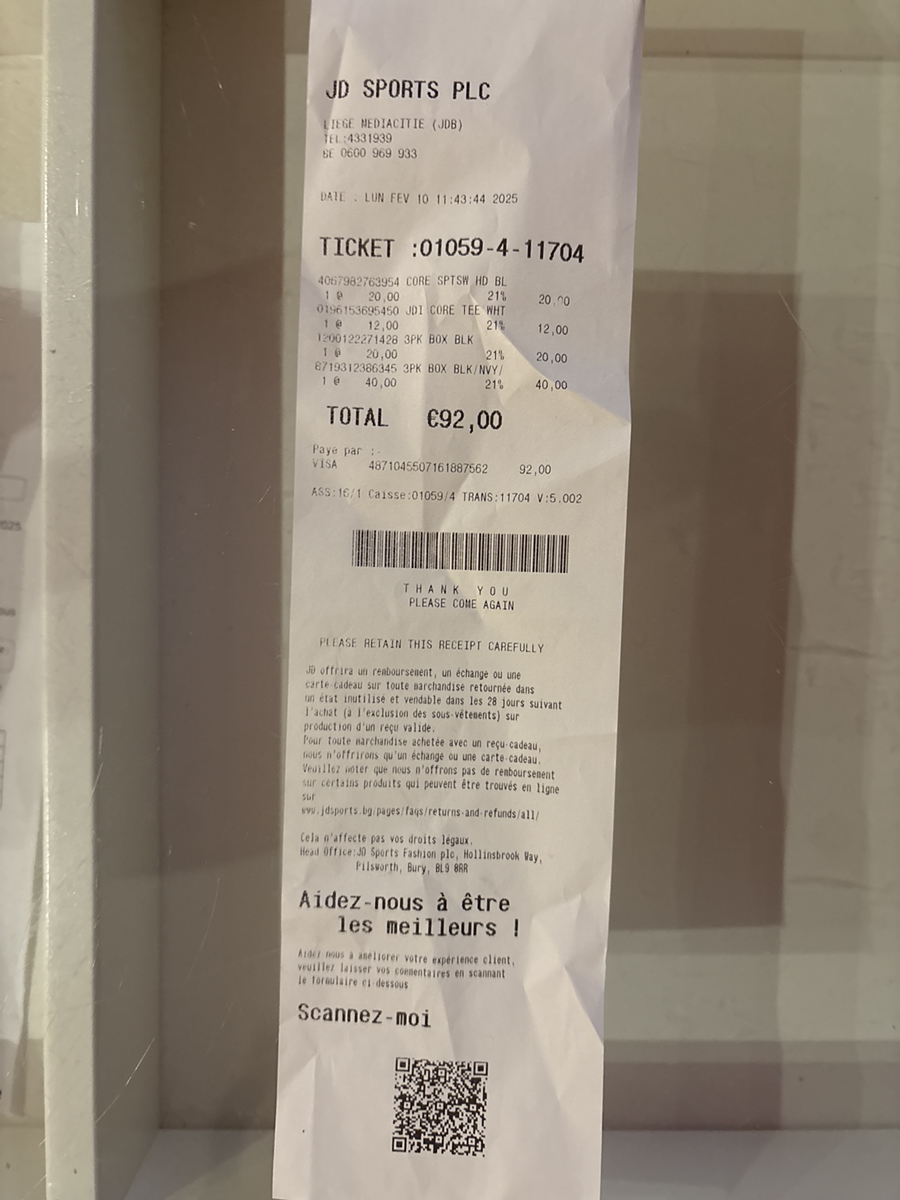 JD SPORTS PLC
LIEGE MEDIACITIE (JDB)
TEL:4331939
BE 0600 969 933
DATE : LUN FEV 10 11:43:44 2025
TICKET :01059-4-11704
4067982763954 CORE SPTSW HD BL
1 @ 20,00 21% 20,00
0196153695450 JDI CORE TEE WHT
1 @ 12,00 21% 12,00
1200122271428 3PK BOX BLK
1 @ 20,00 21% 20,00
8719312386345 3PK BOX BLK/NVY/
1 @ 40,00 21% 40,00
TOTAL €92,00
Paye par :-
VISA 4871045507161887562 92,00
ASS:16/1 Caisse:01059/4 TRANS:11704 V:5.002
THANK YOU
PLEASE COME AGAIN
PLEASE RETAIN THIS RECEIPT CAREFULLY
JD offrira un remboursement, un échange ou une
carte-cadeau sur toute marchandise retournée dans
un état inutilisé et vendable dans les 28 jours suivant
l'achat (à l'exclusion des sous-vêtements) sur
production d'un reçu valide.
Pour toute marchandise achetée avec un reçu-cadeau,
nous n'offrirons qu'un échange ou une carte-cadeau.
Veuillez noter que nous n'offrons pas de remboursement
sur certains produits qui peuvent être trouvés en ligne
sur
www.jdsports.bg/pages/faqs/returns-and-refunds/all/
Cela n'affecte pas vos droits légaux.
Head Office:JD Sports Fashion plc, Hollinsbrook Way,
Pilsworth, Bury, BL9 8RR
Aidez-nous à être
les meilleurs !
Aidez nous à améliorer votre expérience client,
veuillez laisser vos commentaires en scannant
le formulaire ci-dessous
Scannez-moi